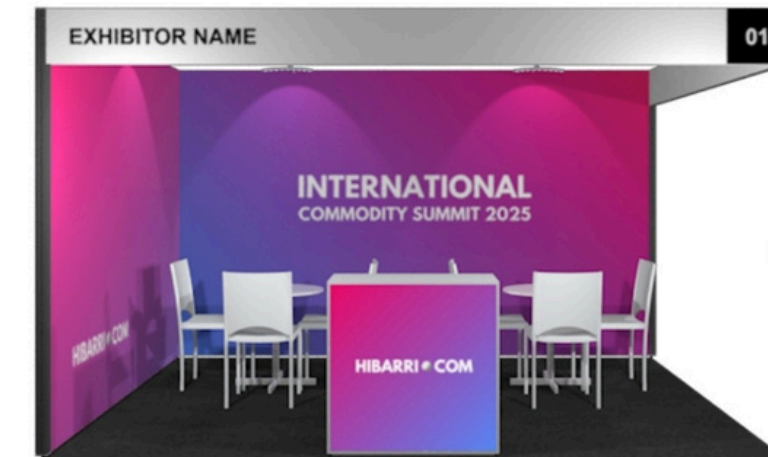 EXHIBITOR NAME
01
INTERNATIONAL
COMMODITY SUMMIT 2025
HIBARRI COM
HIBARRI COM